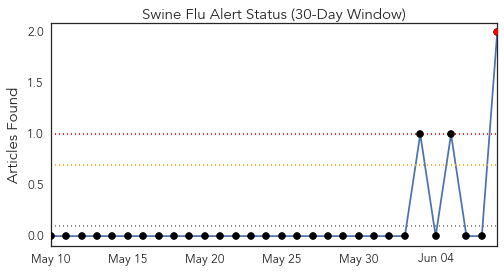 Swine Flu Alert Status (30-Day Window)
Articles Found
2.0
1.5
1.0
0.5
0.0
May 10 May 15 May 20 May 25 May 30 Jun 04